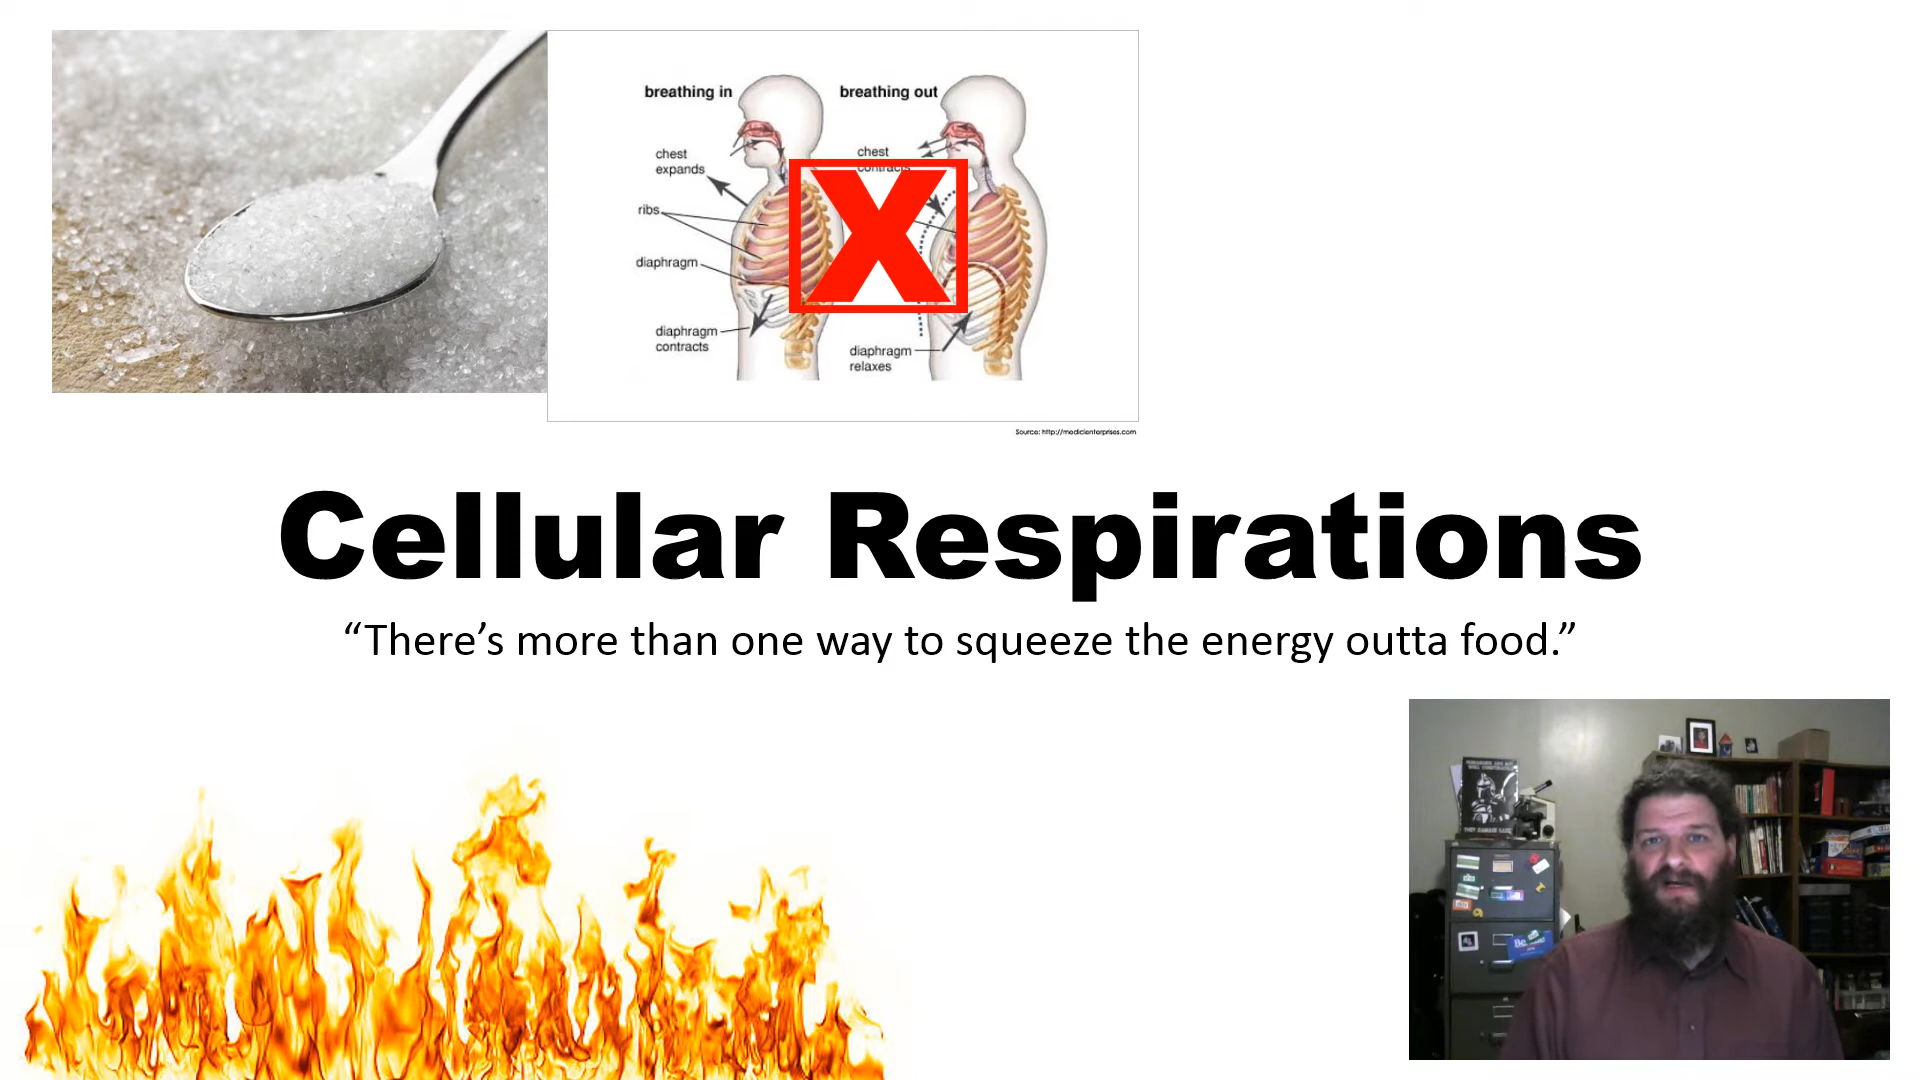 breathing in
breathing out
chest
expands
chest
contracts
ribs
diaphragm
diaphragm
contracts
diaphragm
relaxes
X
Source: http://medicienterprises.com
Cellular Respirations
“There’s more than one way to squeeze the energy outta food.”